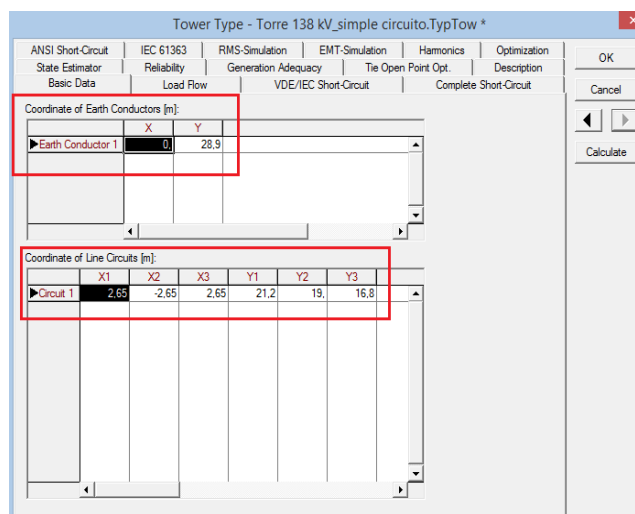 Tower Type - Torre 138 kV_simple circuito.TypTow *
ANSI Short-Circuit IEC 61363 RMS-Simulation EMT-Simulation Harmonics Optimization
State Estimator Reliability Generation Adequacy Tie Open Point Opt. Description
Basic Data Load Flow VDE/IEC Short-Circuit Complete Short-Circuit
OK
Cancel
Calculate
Coordinate of Earth Conductors [m]:
X Y
Earth Conductor 1 0, 28,9
Coordinate of Line Circuits [m]:
X1 X2 X3 Y1 Y2 Y3
Circuit 1 2,65 -2,65 2,65 21,2 19, 16,8